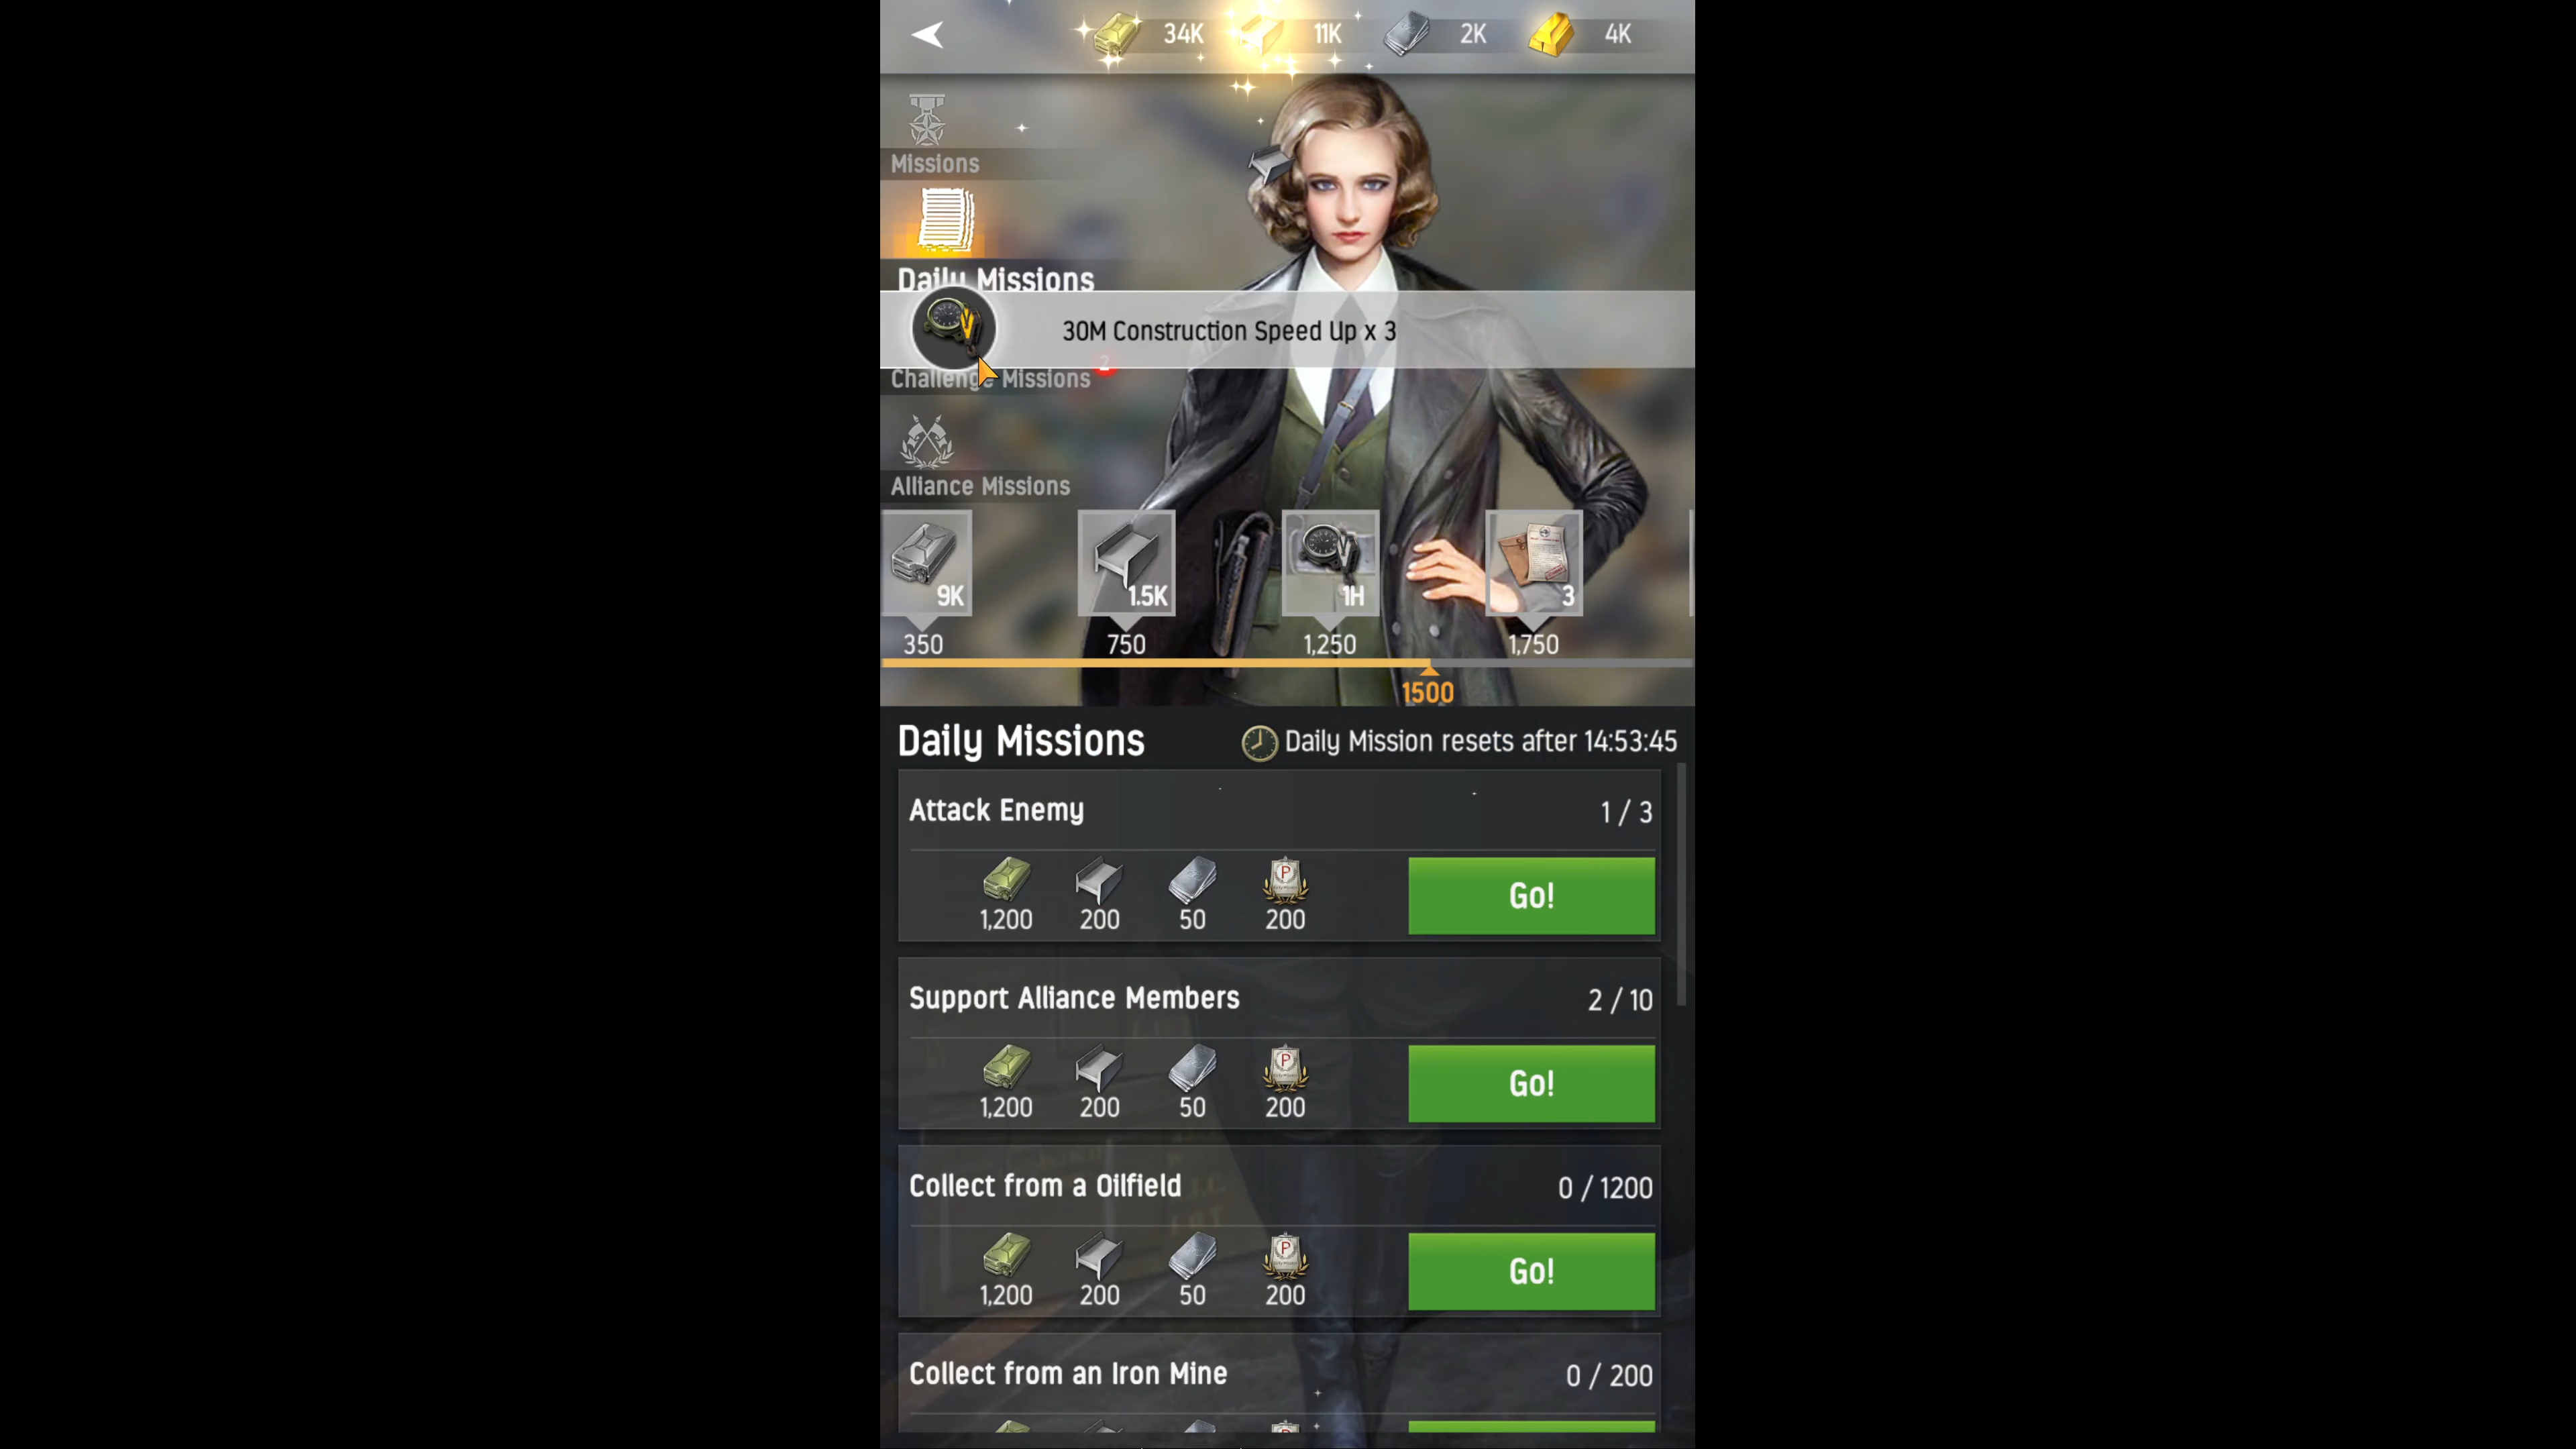 34K 11K 2K 4K
Missions
Daily Missions
30M Construction Speed Up x 3
2
Challenge Missions
Alliance Missions
9K 1.5K 1H 3
350 750 1,250 1,750
1500
Daily Missions Daily Mission resets after 14:53:45
Attack Enemy 1 / 3
P
1,200 200 50 200 Go!
Support Alliance Members 2 / 10
P
1,200 200 50 200 Go!
Collect from a Oilfield 0 / 1200
P
1,200 200 50 200 Go!
Collect from an Iron Mine 0 / 200